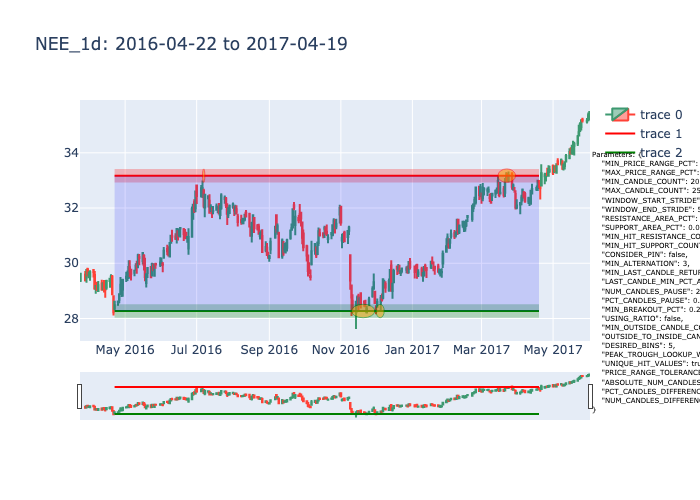 NEE_1d: 2016-04-22 to 2017-04-19
trace 0
trace 1
trace 2
Parameters: {
"MIN_PRICE_RANGE_PCT":
"MAX_PRICE_RANGE_PCT":
"MIN_CANDLE_COUNT": 20
"MAX_CANDLE_COUNT": 25
"WINDOW_START_STRIDE"
"WINDOW_END_STRIDE": 5
"RESISTANCE_AREA_PCT":
"SUPPORT_AREA_PCT": 0.0
"MIN_HIT_RESISTANCE_CO
"MIN_HIT_SUPPORT_COUNT
"CONSIDER_PIN": false,
"MIN_ALTERNATION": 3,
"MIN_LAST_CANDLE_RETUR
"LAST_CANDLE_MIN_PCT_A
"NUM_CANDLES_PAUSE": 2
"PCT_CANDLES_PAUSE": 0.
"MIN_BREAKOUT_PCT": 0.2
"USING_RATIO": false,
"MIN_OUTSIDE_CANDLE_CO
"OUTSIDE_TO_INSIDE_CAN
"DESIRED_BINS": 5,
"PEAK_TROUGH_LOOKUP_W
"UNIQUE_HIT_VALUES": tru
"PRICE_RANGE_TOLERANC
"ABSOLUTE_NUM_CANDLES
"PCT_CANDLES_DIFFERENC
"NUM_CANDLES_DIFFEREN
}
34
32
30
28
May 2016 Jul 2016 Sep 2016 Nov 2016 Jan 2017 Mar 2017 May 2017